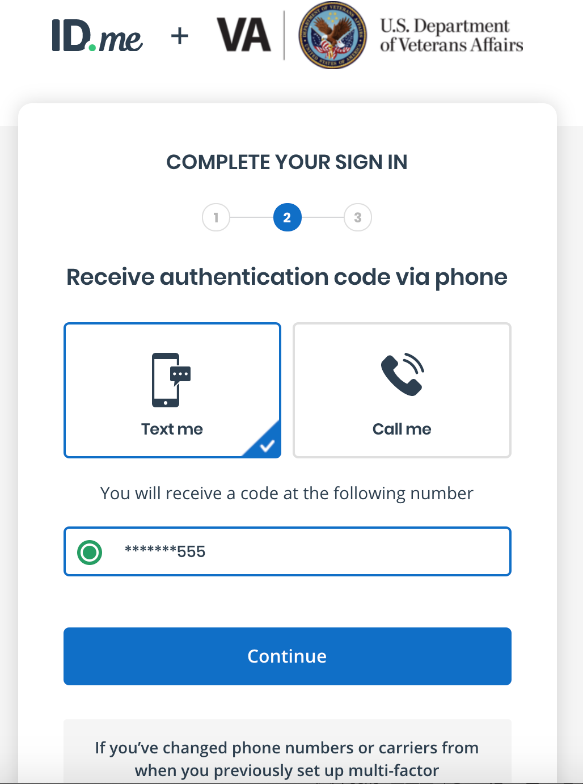 ID.me + VA U.S. Department
of Veterans Affairs
COMPLETE YOUR SIGN IN
1 2 3
Receive authentication code via phone
Text me Call me
You will receive a code at the following number
*******555
Continue
If you’ve changed phone numbers or carriers from
when you previously set up multi-factor